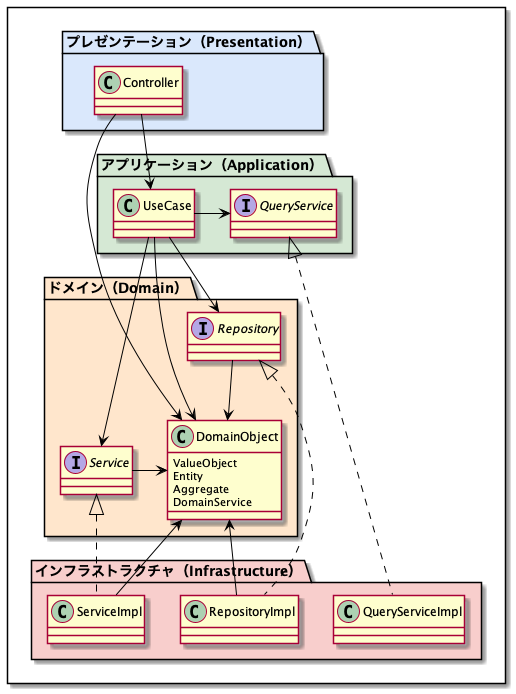 プレゼンテーション（Presentation）
C Controller
アプリケーション（Application）
C UseCase
I QueryService
ドメイン（Domain）
I Repository
C DomainObject
ValueObject
Entity
Aggregate
DomainService
I Service
インフラストラクチャ（Infrastructure）
C ServiceImpl
C RepositoryImpl
C QueryServiceImpl